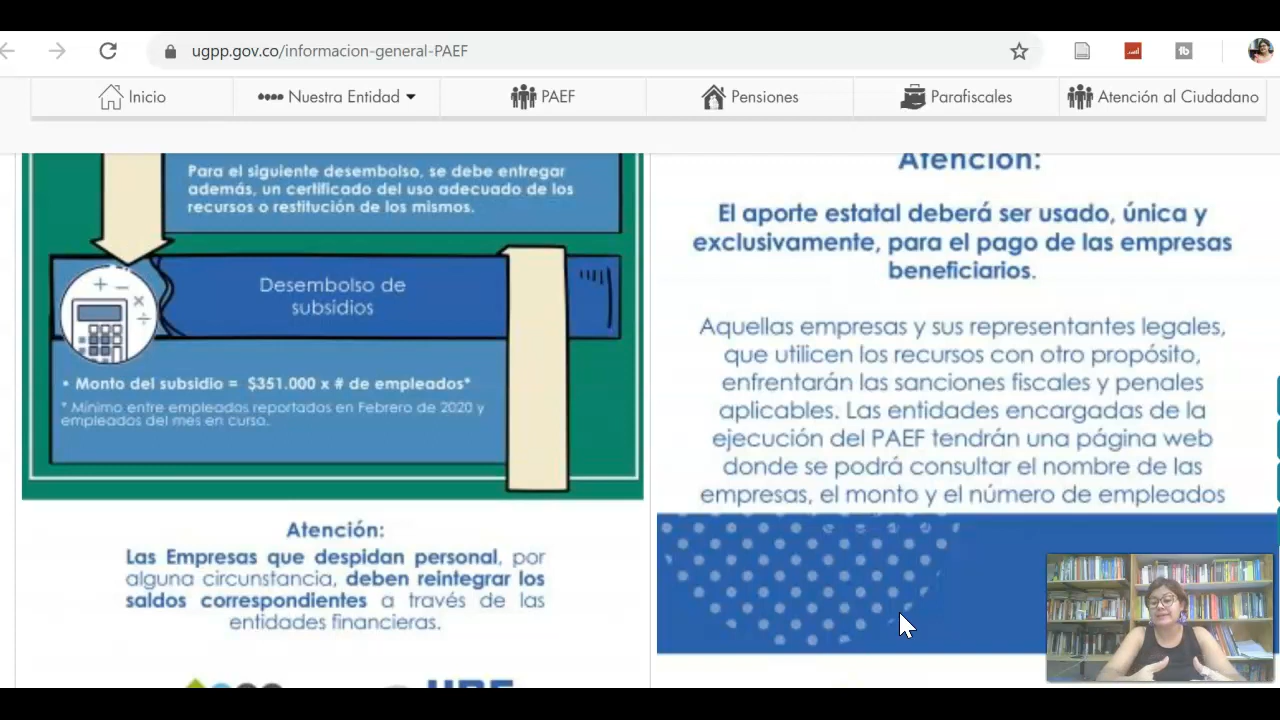 ugpp.gov.co/informacion-general-PAEF
Inicio
Nuestra Entidad
PAEF
Pensiones
Parafiscales
Atención al Ciudadano
Para el siguiente desembolso, se debe entregar
además, un certificado del uso adecuado de los
recursos o restitución de los mismos.
Desembolso de
subsidios
• Monto del subsidio = $351.000 x # de empleados*
* Mínimo entre empleados reportados en Febrero de 2020 y
empleados del mes en curso.
Atención:
Las Empresas que despidan personal, por
alguna circunstancia, deben reintegrar los
saldos correspondientes a través de las
entidades financieras.
Atención:
El aporte estatal deberá ser usado, única y
exclusivamente, para el pago de las empresas
beneficiarios.
Aquellas empresas y sus representantes legales,
que utilicen los recursos con otro propósito,
enfrentarán las sanciones fiscales y penales
aplicables. Las entidades encargadas de la
ejecución del PAEF tendrán una página web
donde se podrá consultar el nombre de las
empresas, el monto y el número de empleados